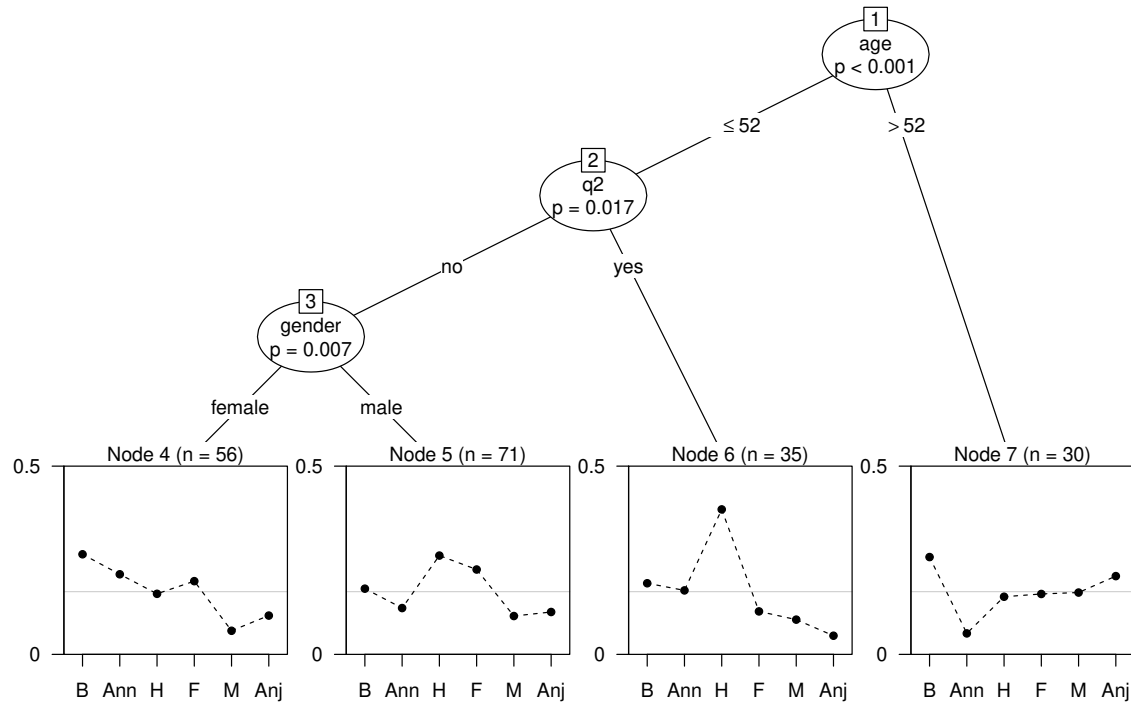 1
age
p < 0.001
≤ 52
> 52
2
q2
p = 0.017
no
yes
3
gender
p = 0.007
female
male
Node 4 (n = 56)
Node 5 (n = 71)
Node 6 (n = 35)
Node 7 (n = 30)
0.5
0.5
0.5
0.5
0
0
0
0
B Ann H F M Anj
B Ann H F M Anj
B Ann H F M Anj
B Ann H F M Anj